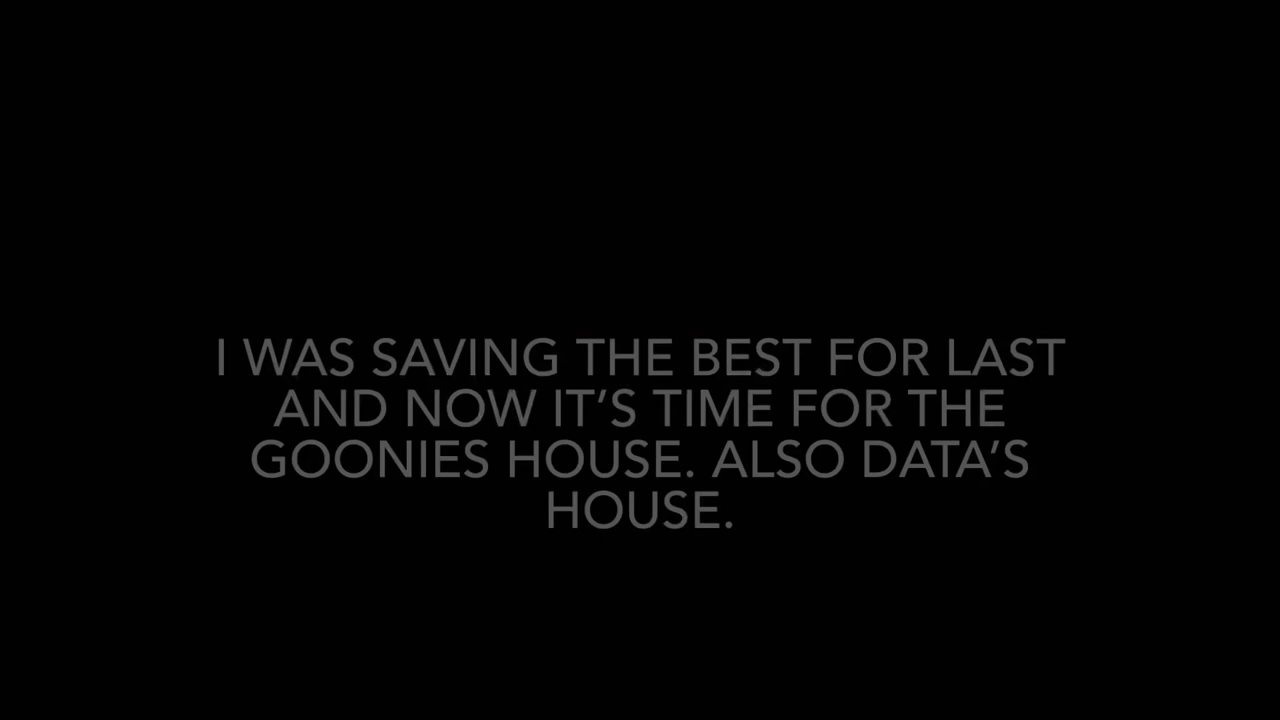 I WAS SAVING THE BEST FOR LAST
AND NOW IT’S TIME FOR THE
GOONIES HOUSE. ALSO DATA’S
HOUSE.